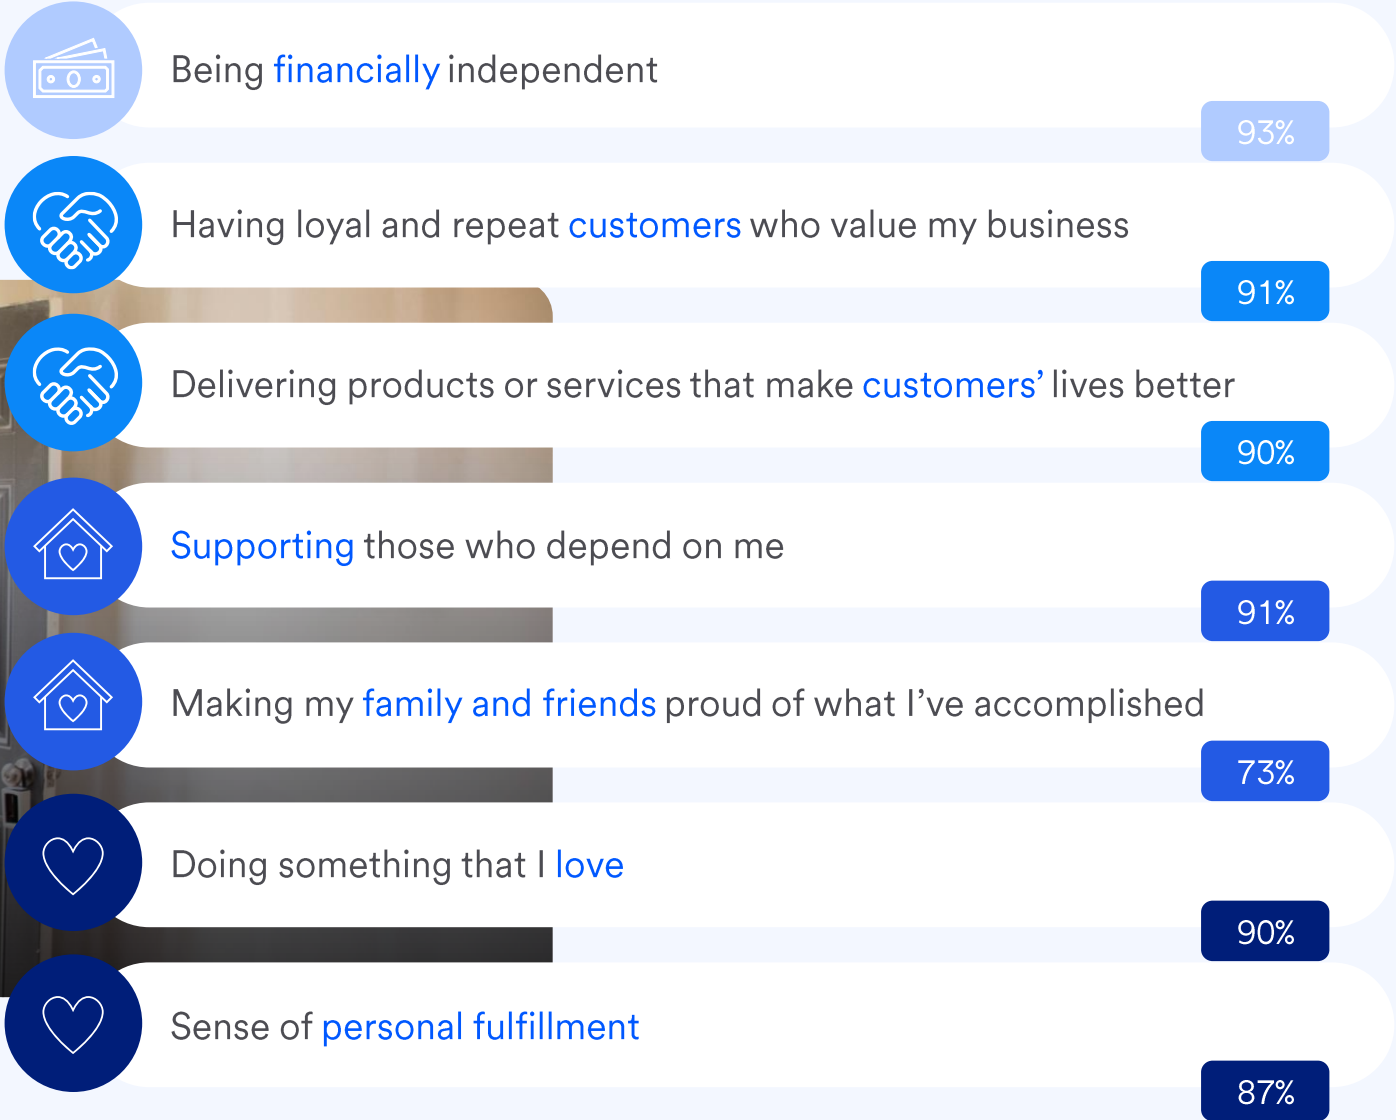 Being financially independent
93%
Having loyal and repeat customers who value my business
91%
Delivering products or services that make customers’ lives better
90%
Supporting those who depend on me
91%
Making my family and friends proud of what I’ve accomplished
73%
Doing something that I love
90%
Sense of personal fulfillment
87%